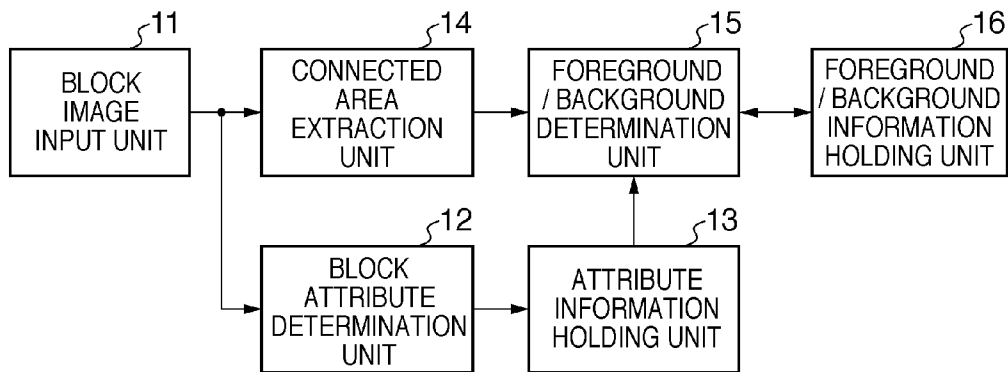 11
BLOCK
IMAGE
INPUT UNIT
14
CONNECTED
AREA
EXTRACTION
UNIT
15
FOREGROUND
/ BACKGROUND
DETERMINATION
UNIT
16
FOREGROUND
/ BACKGROUND
INFORMATION
HOLDING UNIT
12
BLOCK
ATTRIBUTE
DETERMINATION
UNIT
13
ATTRIBUTE
INFORMATION
HOLDING UNIT